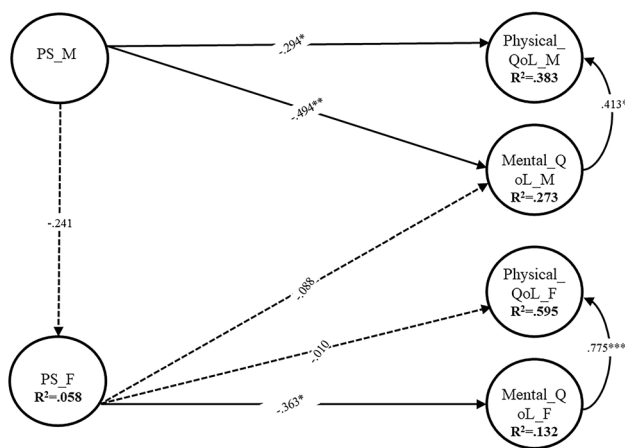 PS_M
-.294*
Physical_
QoL_M
R²=.383
-.494**
.413*
Mental_Q
oL_M
R²=.273
-.241
-.088
Physical_
QoL_F
R²=.595
-.010
.775***
PS_F
R²=.058
-.363*
Mental_Q
oL_F
R²=.132